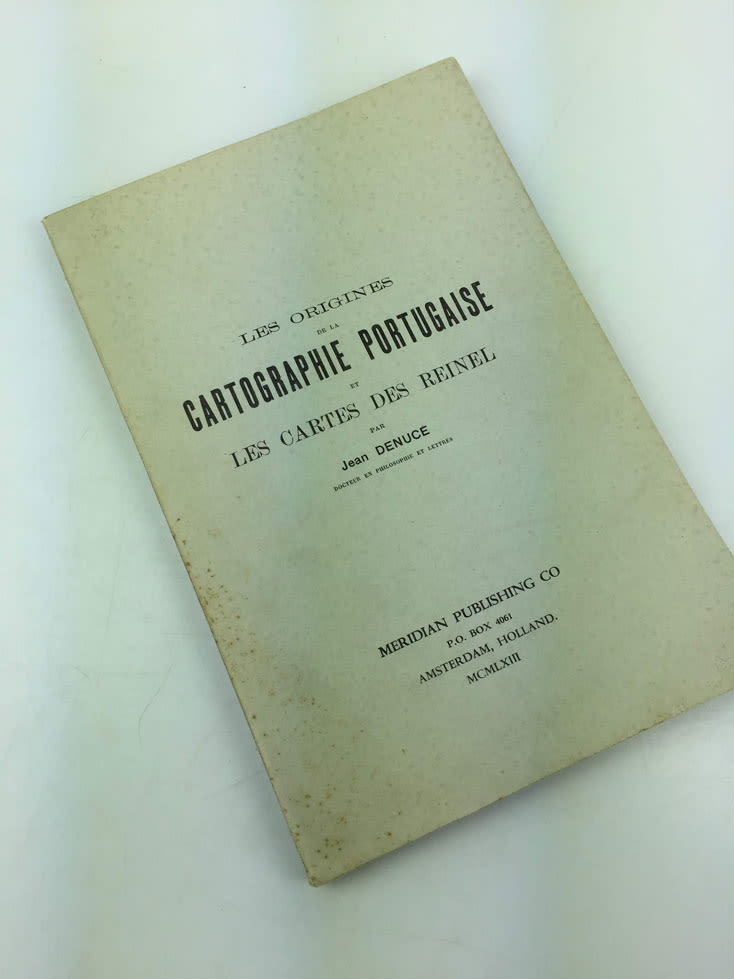 LES ORIGINES
DE LA
CARTOGRAPHIE PORTUGAISE
ET
LES CARTES DES REINEL
PAR
Jean DENUCE
DOCTEUR EN PHILOSOPHIE ET LETTRES
MERIDIAN PUBLISHING CO
P.O. BOX 4061
AMSTERDAM, HOLLAND.
MCMLXIII